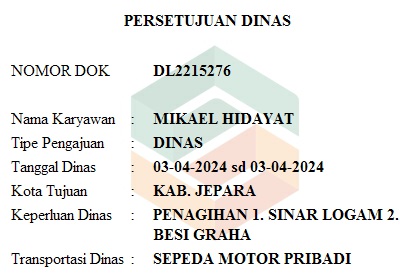 PERSETUJUAN DINAS
NOMOR DOK DL2215276
Nama Karyawan : MIKAEL HIDAYAT
Tipe Pengajuan : DINAS
Tanggal Dinas : 03-04-2024 sd 03-04-2024
Kota Tujuan : KAB. JEPARA
Keperluan Dinas : PENAGIHAN 1. SINAR LOGAM 2.
BESI GRAHA
Transportasi Dinas : SEPEDA MOTOR PRIBADI